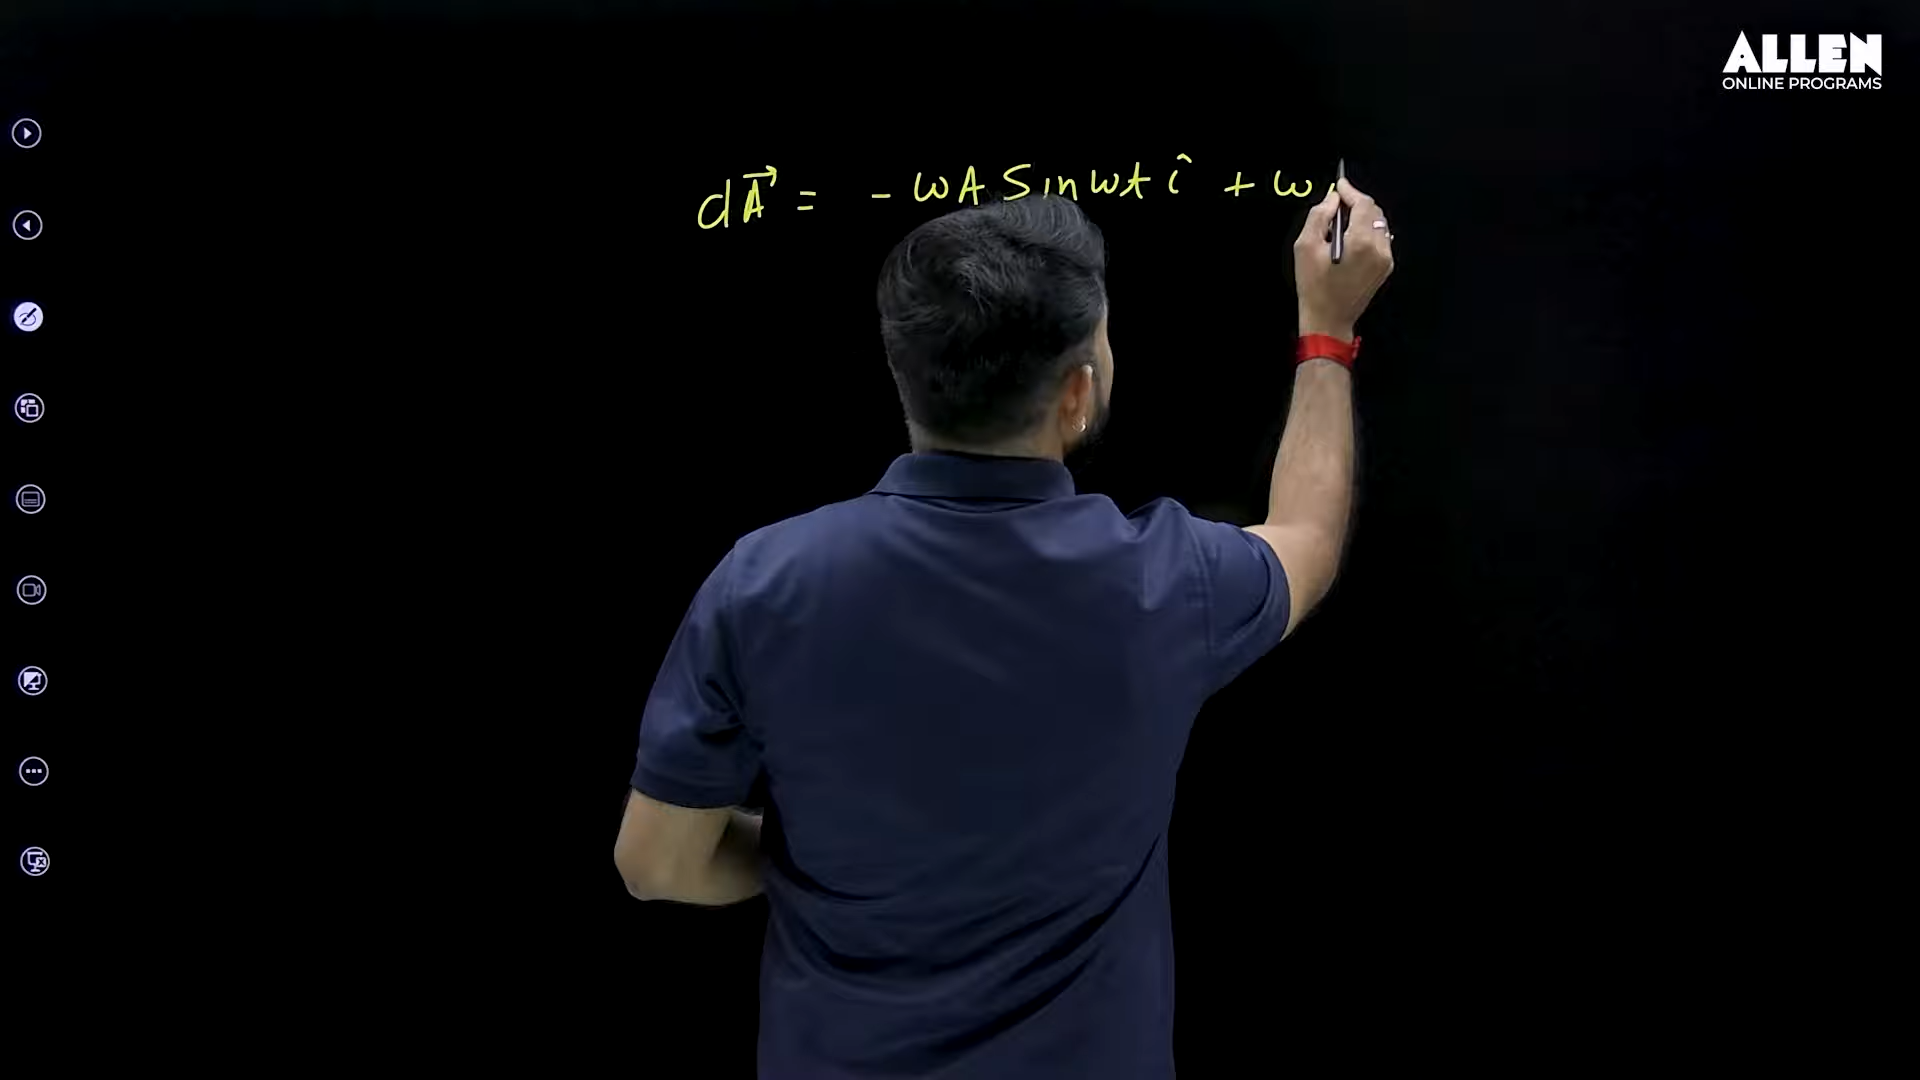 ALLEN
ONLINE PROGRAMS
dA⃗ = - ωA Sinωt î + ω